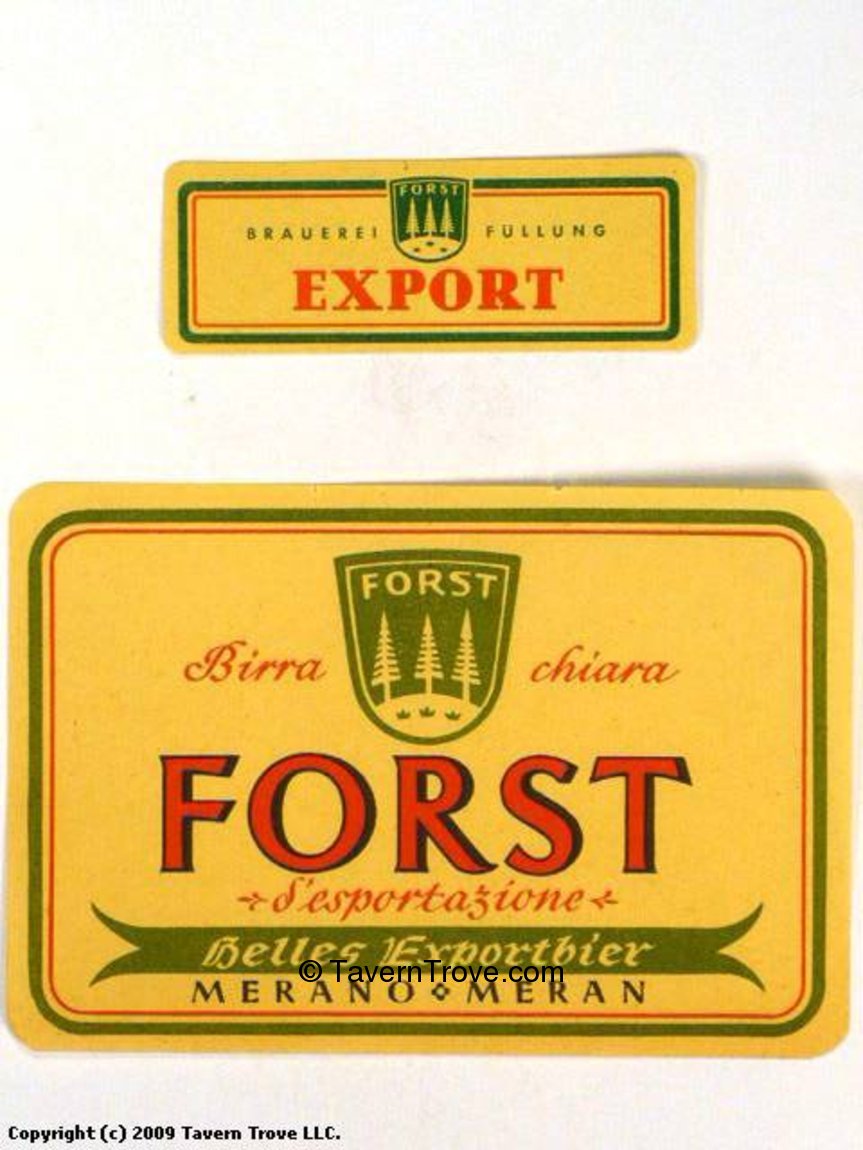 FORST
BRAUEREI FÜLLUNG
EXPORT
FORST
Birra chiara
FORST
d'esportazione
Helles Exportbier
© TavernTrove.com
MERANO MERAN
Copyright (c) 2009 Tavern Trove LLC.